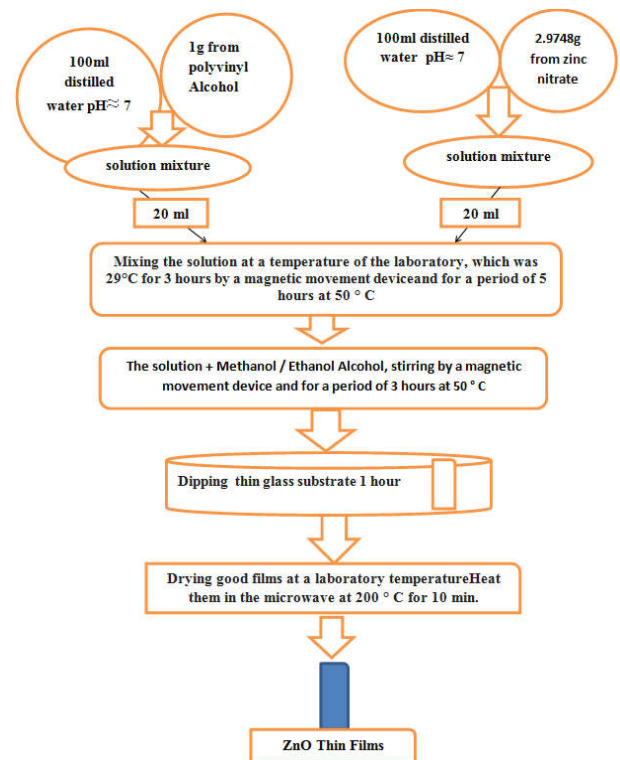 100ml
distilled
water pH≈ 7
1g from
polyvinyl
Alcohol
100ml distilled
water pH≈ 7
2.9748g
from zinc
nitrate
solution mixture
solution mixture
20 ml
20 ml
Mixing the solution at a temperature of the laboratory, which was
29°C for 3 hours by a magnetic movement deviceand for a period of 5
hours at 50 ° C
The solution + Methanol / Ethanol Alcohol, stirring by a magnetic
movement device and for a period of 3 hours at 50 ° C
Dipping thin glass substrate 1 hour
Drying good films at a laboratory temperatureHeat
them in the microwave at 200 ° C for 10 min.
ZnO Thin Films